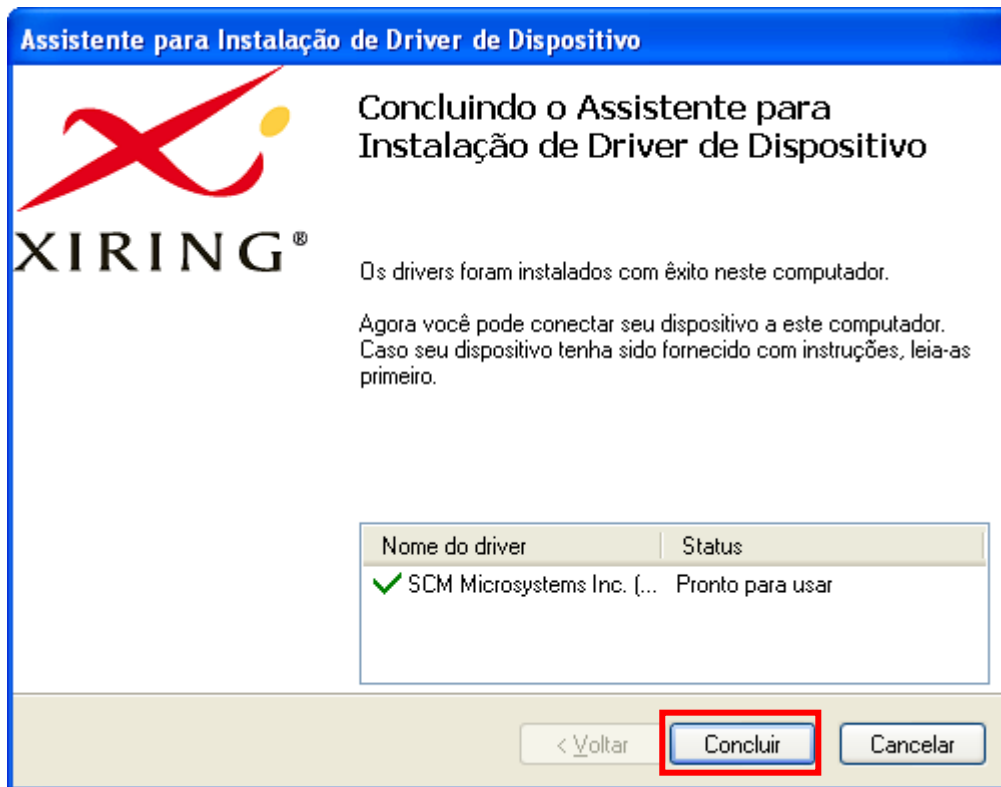 Assistente para Instalação de Driver de Dispositivo
Concluindo o Assistente para
Instalação de Driver de Dispositivo
XIRING®
Os drivers foram instalados com êxito neste computador.
Agora você pode conectar seu dispositivo a este computador.
Caso seu dispositivo tenha sido fornecido com instruções, leia-as
primeiro.
Nome do driver Status
SCM Microsystems Inc. (... Pronto para usar
< Voltar Concluir Cancelar